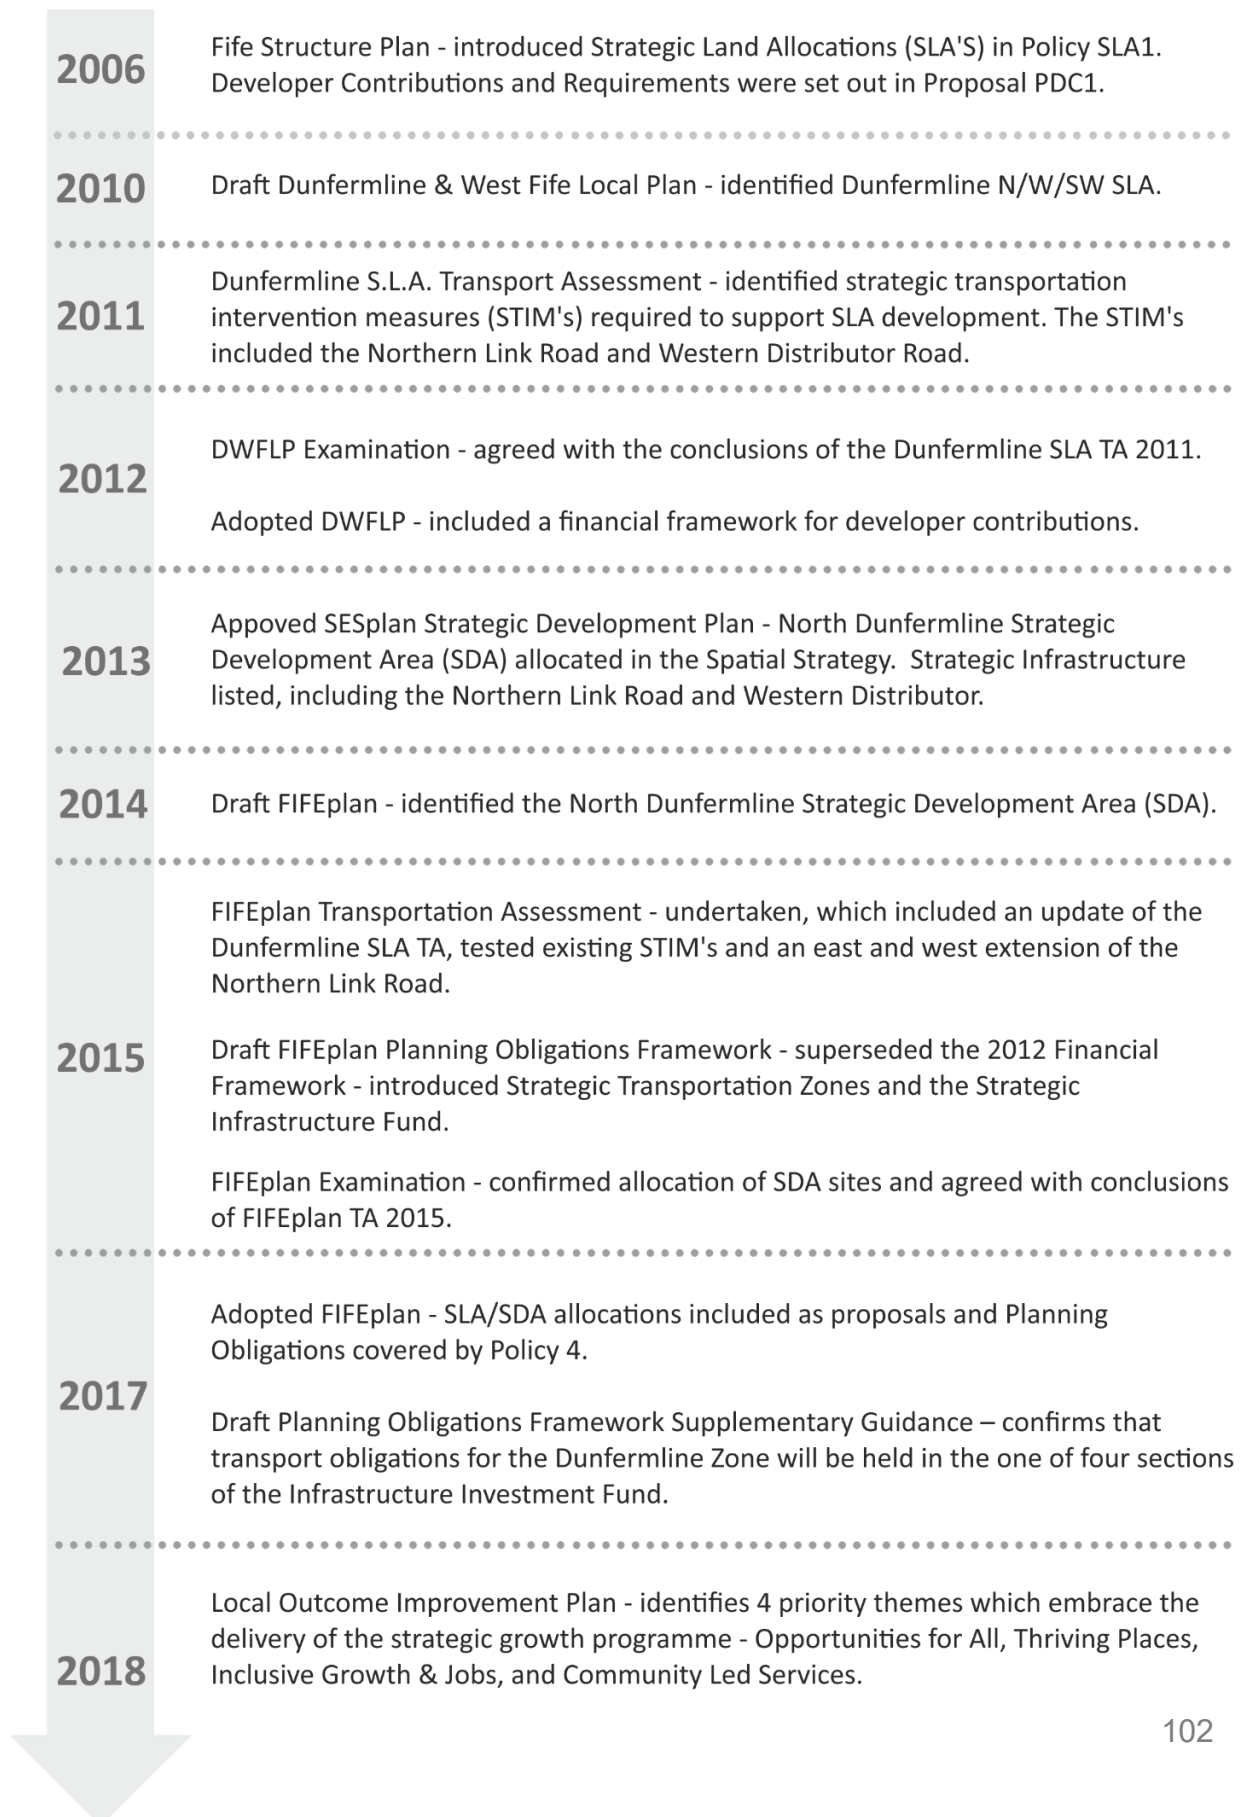 2006
Fife Structure Plan - introduced Strategic Land Allocations (SLA'S) in Policy SLA1.
Developer Contributions and Requirements were set out in Proposal PDC1.
2010
Draft Dunfermline & West Fife Local Plan - identified Dunfermline N/W/SW SLA.
2011
Dunfermline S.L.A. Transport Assessment - identified strategic transportation
intervention measures (STIM's) required to support SLA development. The STIM's
included the Northern Link Road and Western Distributor Road.
2012
DWFLP Examination - agreed with the conclusions of the Dunfermline SLA TA 2011.
Adopted DWFLP - included a financial framework for developer contributions.
2013
Appoved SESplan Strategic Development Plan - North Dunfermline Strategic
Development Area (SDA) allocated in the Spatial Strategy.  Strategic Infrastructure
listed, including the Northern Link Road and Western Distributor.
2014
Draft FIFEplan - identified the North Dunfermline Strategic Development Area (SDA).
2015
FIFEplan Transportation Assessment - undertaken, which included an update of the
Dunfermline SLA TA, tested existing STIM's and an east and west extension of the
Northern Link Road.
Draft FIFEplan Planning Obligations Framework - superseded the 2012 Financial
Framework - introduced Strategic Transportation Zones and the Strategic
Infrastructure Fund.
FIFEplan Examination - confirmed allocation of SDA sites and agreed with conclusions
of FIFEplan TA 2015.
2017
Adopted FIFEplan - SLA/SDA allocations included as proposals and Planning
Obligations covered by Policy 4.
Draft Planning Obligations Framework Supplementary Guidance – confirms that
transport obligations for the Dunfermline Zone will be held in the one of four sections
of the Infrastructure Investment Fund.
2018
Local Outcome Improvement Plan - identifies 4 priority themes which embrace the
delivery of the strategic growth programme - Opportunities for All, Thriving Places,
Inclusive Growth & Jobs, and Community Led Services.
102